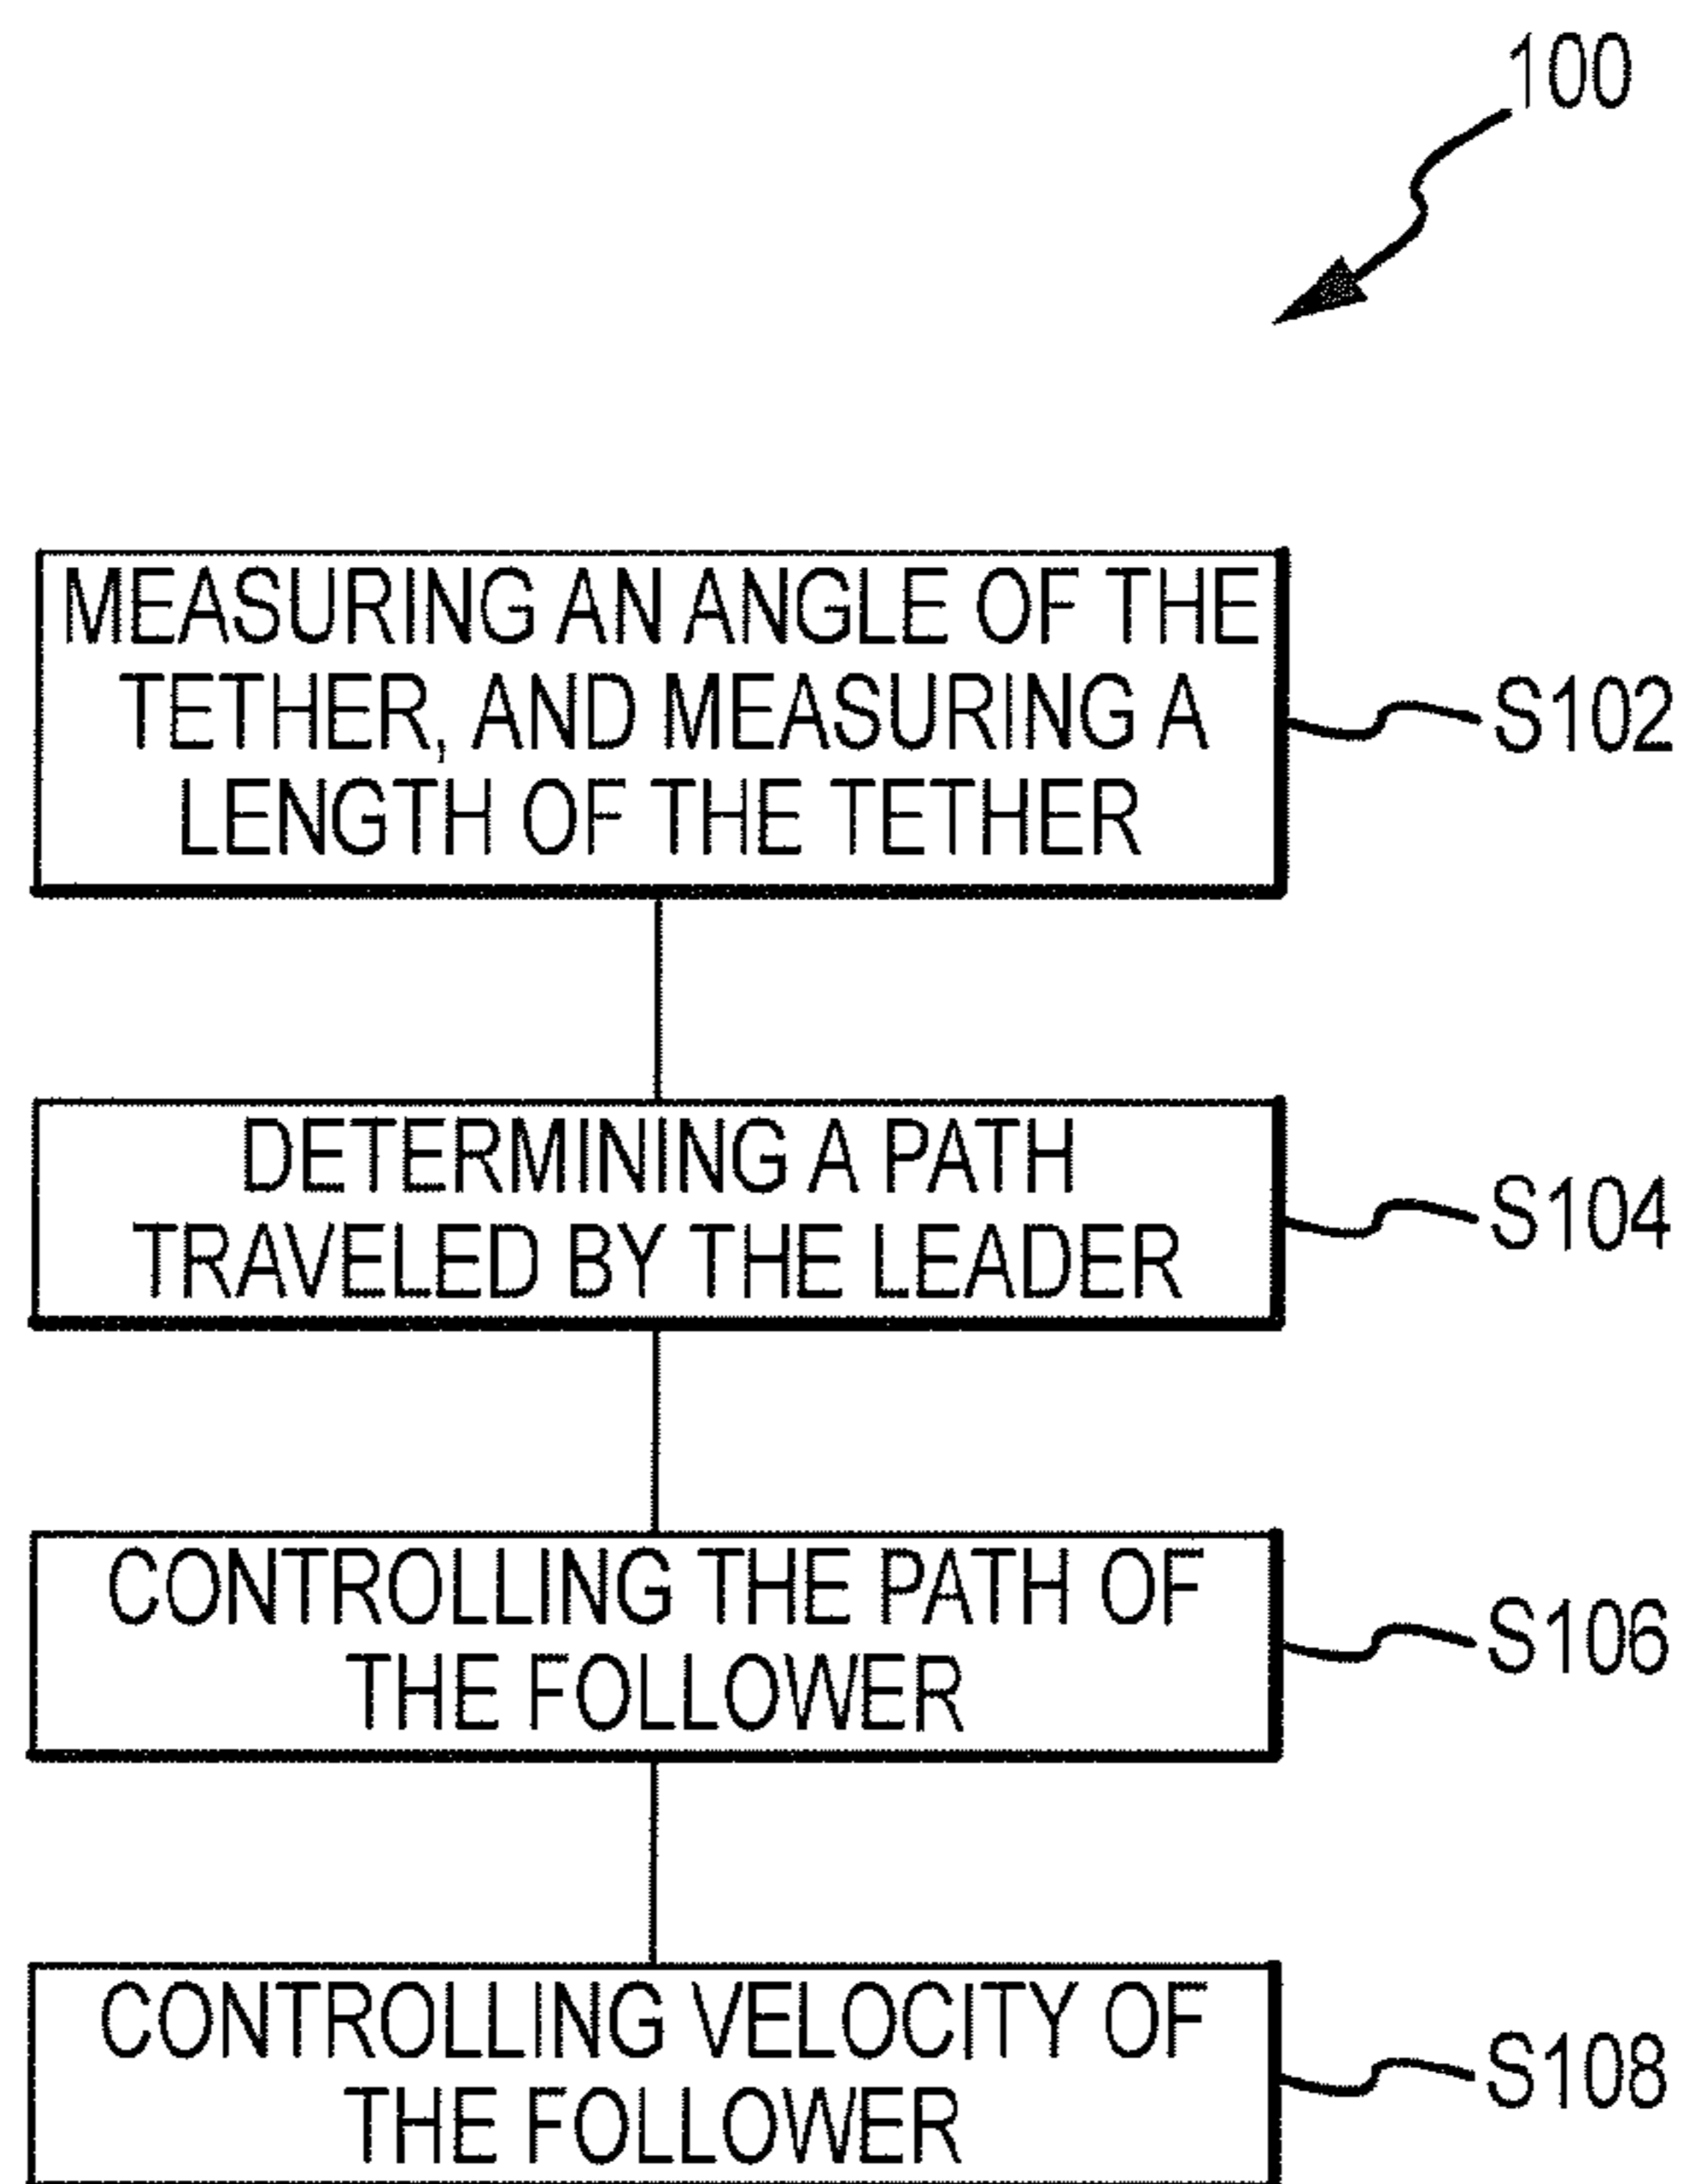 100
MEASURING AN ANGLE OF THE
TETHER, AND MEASURING A
LENGTH OF THE TETHER
S102
DETERMINING A PATH
TRAVELED BY THE LEADER
S104
CONTROLLING THE PATH OF
THE FOLLOWER
S106
CONTROLLING VELOCITY OF
THE FOLLOWER
S108